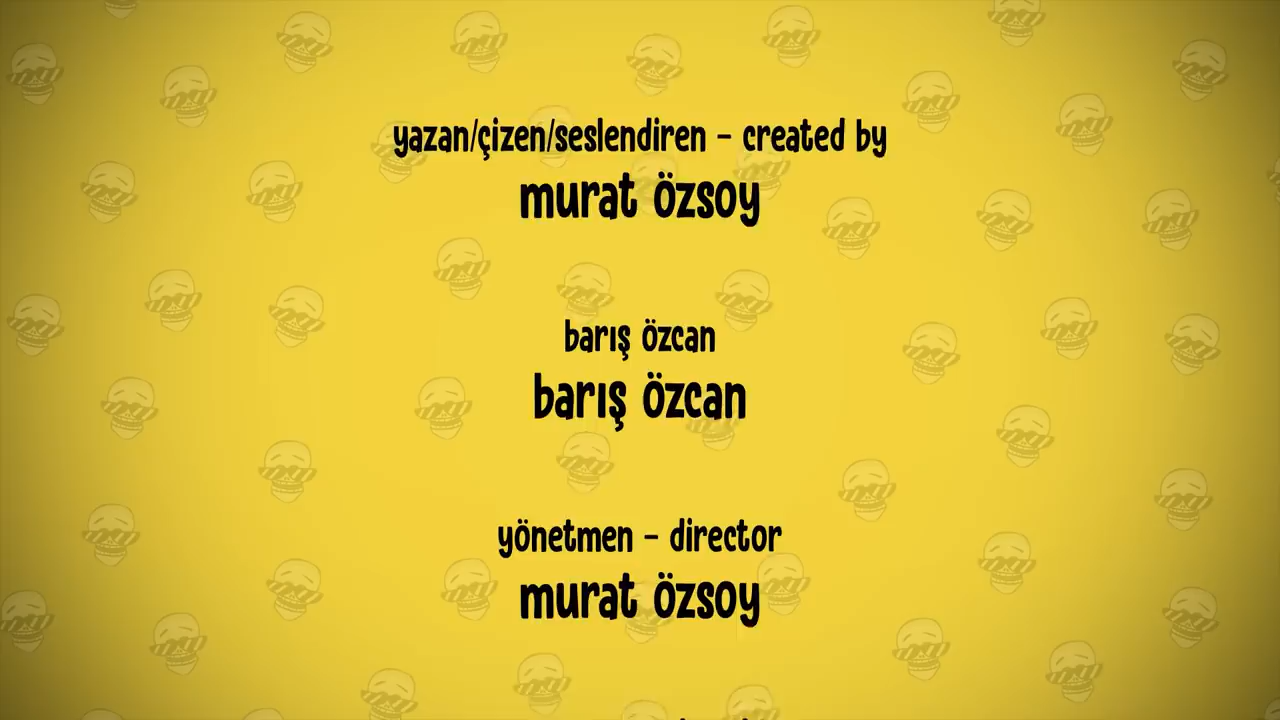 yazan/çizen/seslendiren - created by
murat özsoy
barış özcan
barış özcan
yönetmen - director
murat özsoy